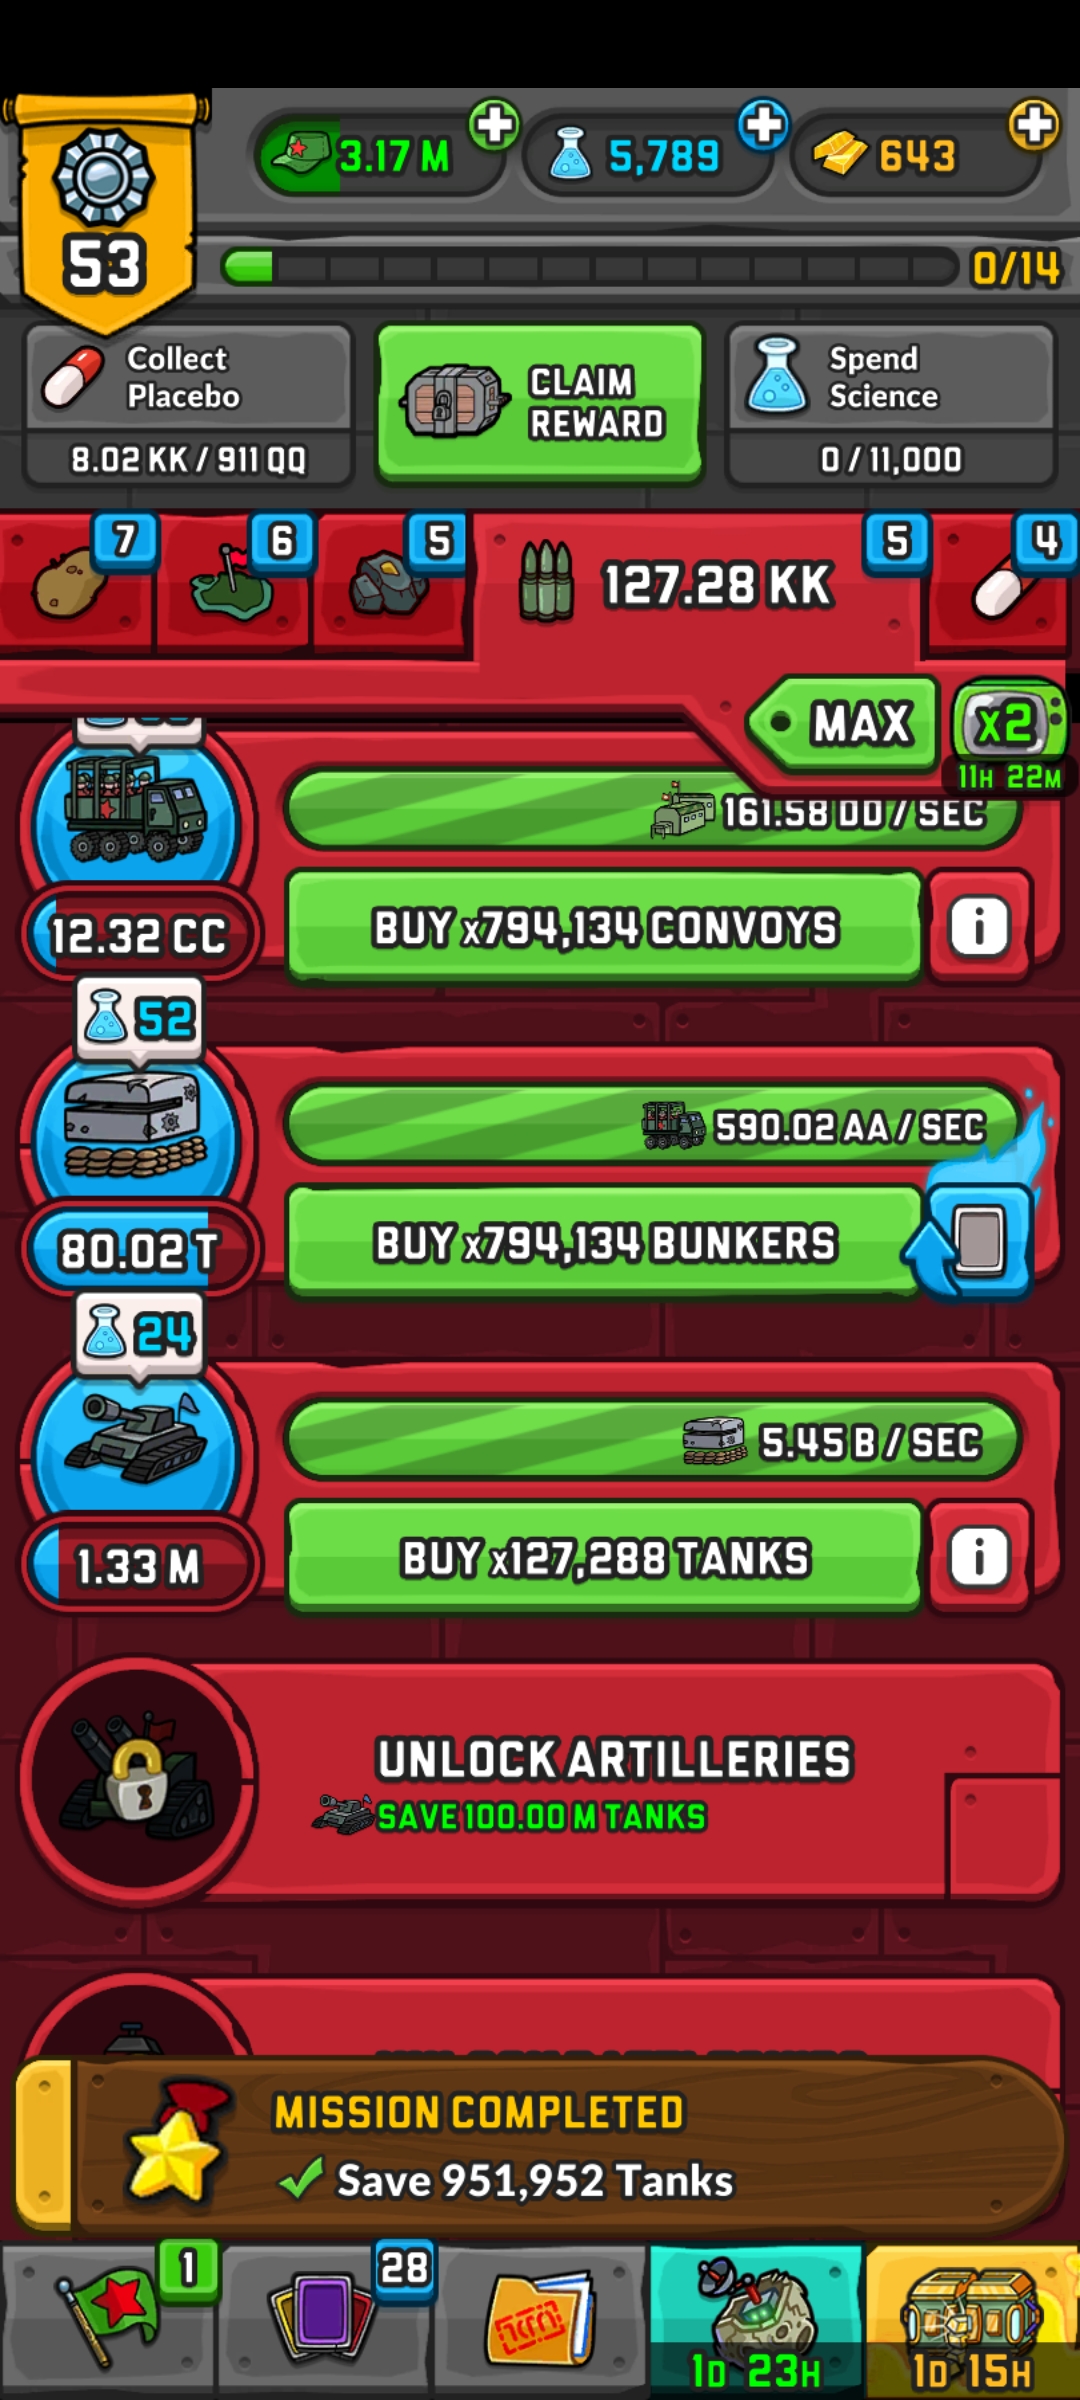 3.17 M
5,789
643
53
0/14
Collect
Placebo
8.02 KK / 911 QQ
CLAIM
REWARD
Spend
Science
0 / 11,000
7
6
5
127.28 KK
5
4
MAX
x2
11H 22M
161.58 DD / SEC
12.32 CC
BUY x794,134 CONVOYS
i
52
590.02 AA / SEC
80.02 T
BUY x794,134 BUNKERS
24
5.45 B / SEC
1.33 M
BUY x127,288 TANKS
i
UNLOCK ARTILLERIES
SAVE 100.00 M TANKS
MISSION COMPLETED
Save 951,952 Tanks
1
28
1D 23H
1D 15H